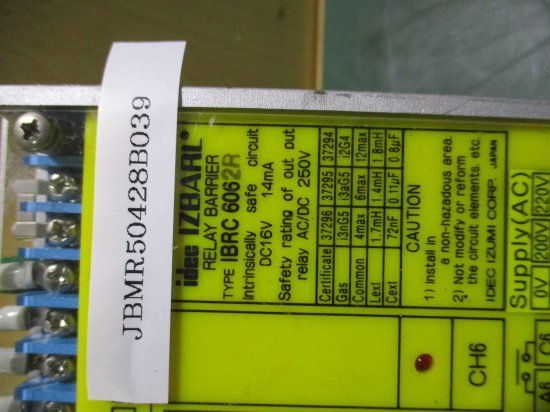 JBMR50428B039
idec IZBARL®
RELAY BARRIER
TYPE IBRC 6062R
Intrinsically safe circuit
DC16V 14mA
Safety rating of out put
relay AC/DC 250V
Certificate 37296 37295 37294
Gas i3nG5 i3aG5 i2G4
Common 4max 6max 12max
Lext 1.7mH 1.4mH 1.8mH
Cext 72nF 0.11μF 0.8μF
CAUTION
1) Install in
a non-hazadous area.
2) Not modify or reform
the circuit elements, etc.
IDEC IZUMI CORP. JAPAN
Supply(AC)
0V 200V 220V
CH6
A6 C6